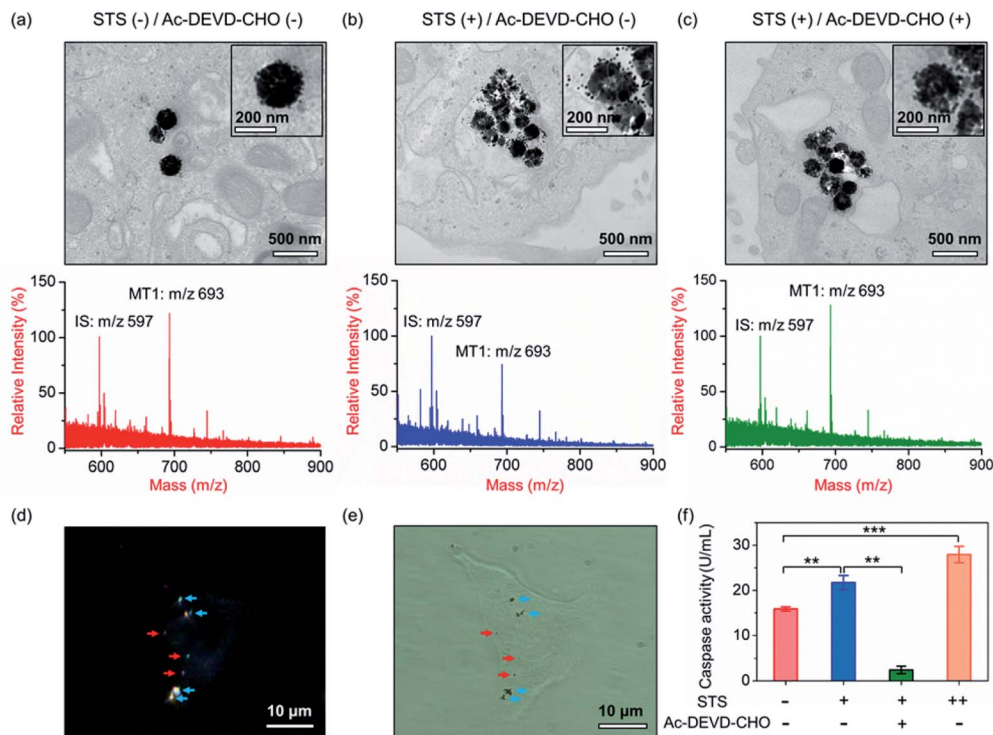 (a) STS (-) / Ac-DEVD-CHO (-)
200 nm
500 nm
(b) STS (+) / Ac-DEVD-CHO (-)
200 nm
500 nm
(c) STS (+) / Ac-DEVD-CHO (+)
200 nm
500 nm
Relative Intensity (%)
150
100
50
0
MT1: m/z 693
IS: m/z 597
600 700 800 900
Mass (m/z)
Relative Intensity (%)
150
100
50
0
IS: m/z 597
MT1: m/z 693
600 700 800 900
Mass (m/z)
Relative Intensity (%)
150
100
50
0
MT1: m/z 693
IS: m/z 597
600 700 800 900
Mass (m/z)
(d)
10 μm
(e)
10 μm
(f)
Caspase activity (U/mL)
30
20
10
0
***
** **
STS - + + ++
Ac-DEVD-CHO - - + -